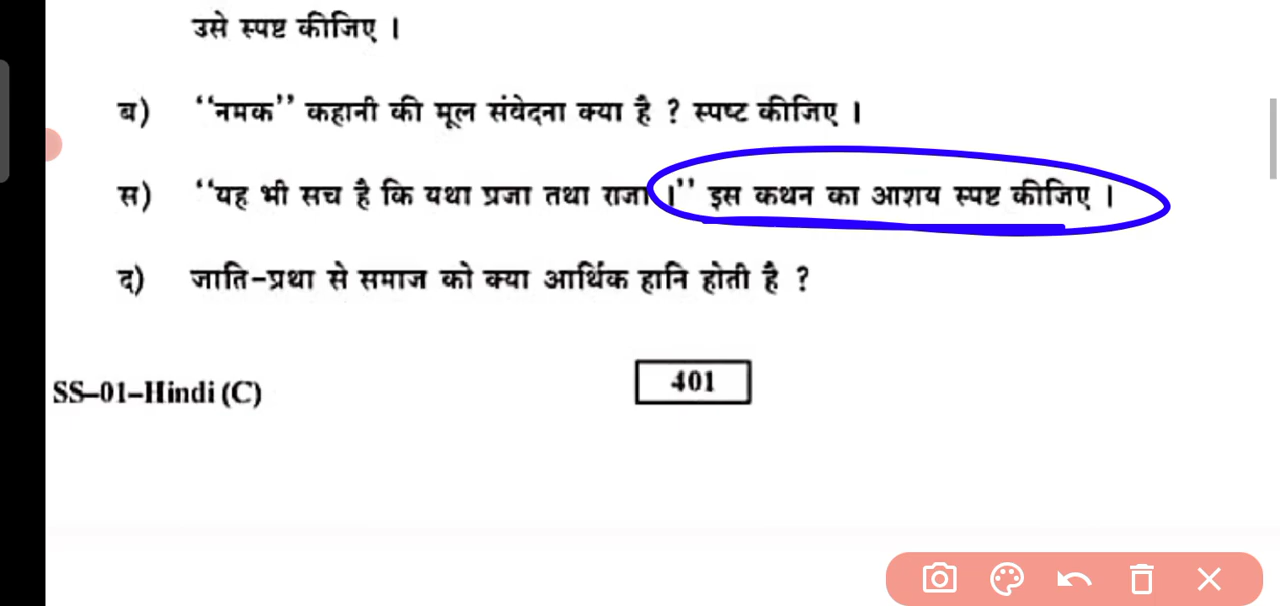 उसे स्पष्ट कीजिए ।
ब) ‘‘नमक’’ कहानी की मूल संवेदना क्या है ? स्पष्ट कीजिए ।
स) ‘‘यह भी सच है कि यथा प्रजा तथा राजा ।’’ इस कथन का आशय स्पष्ट कीजिए ।
द) जाति-प्रथा से समाज को क्या आर्थिक हानि होती है ?
SS–01–Hindi (C) 401